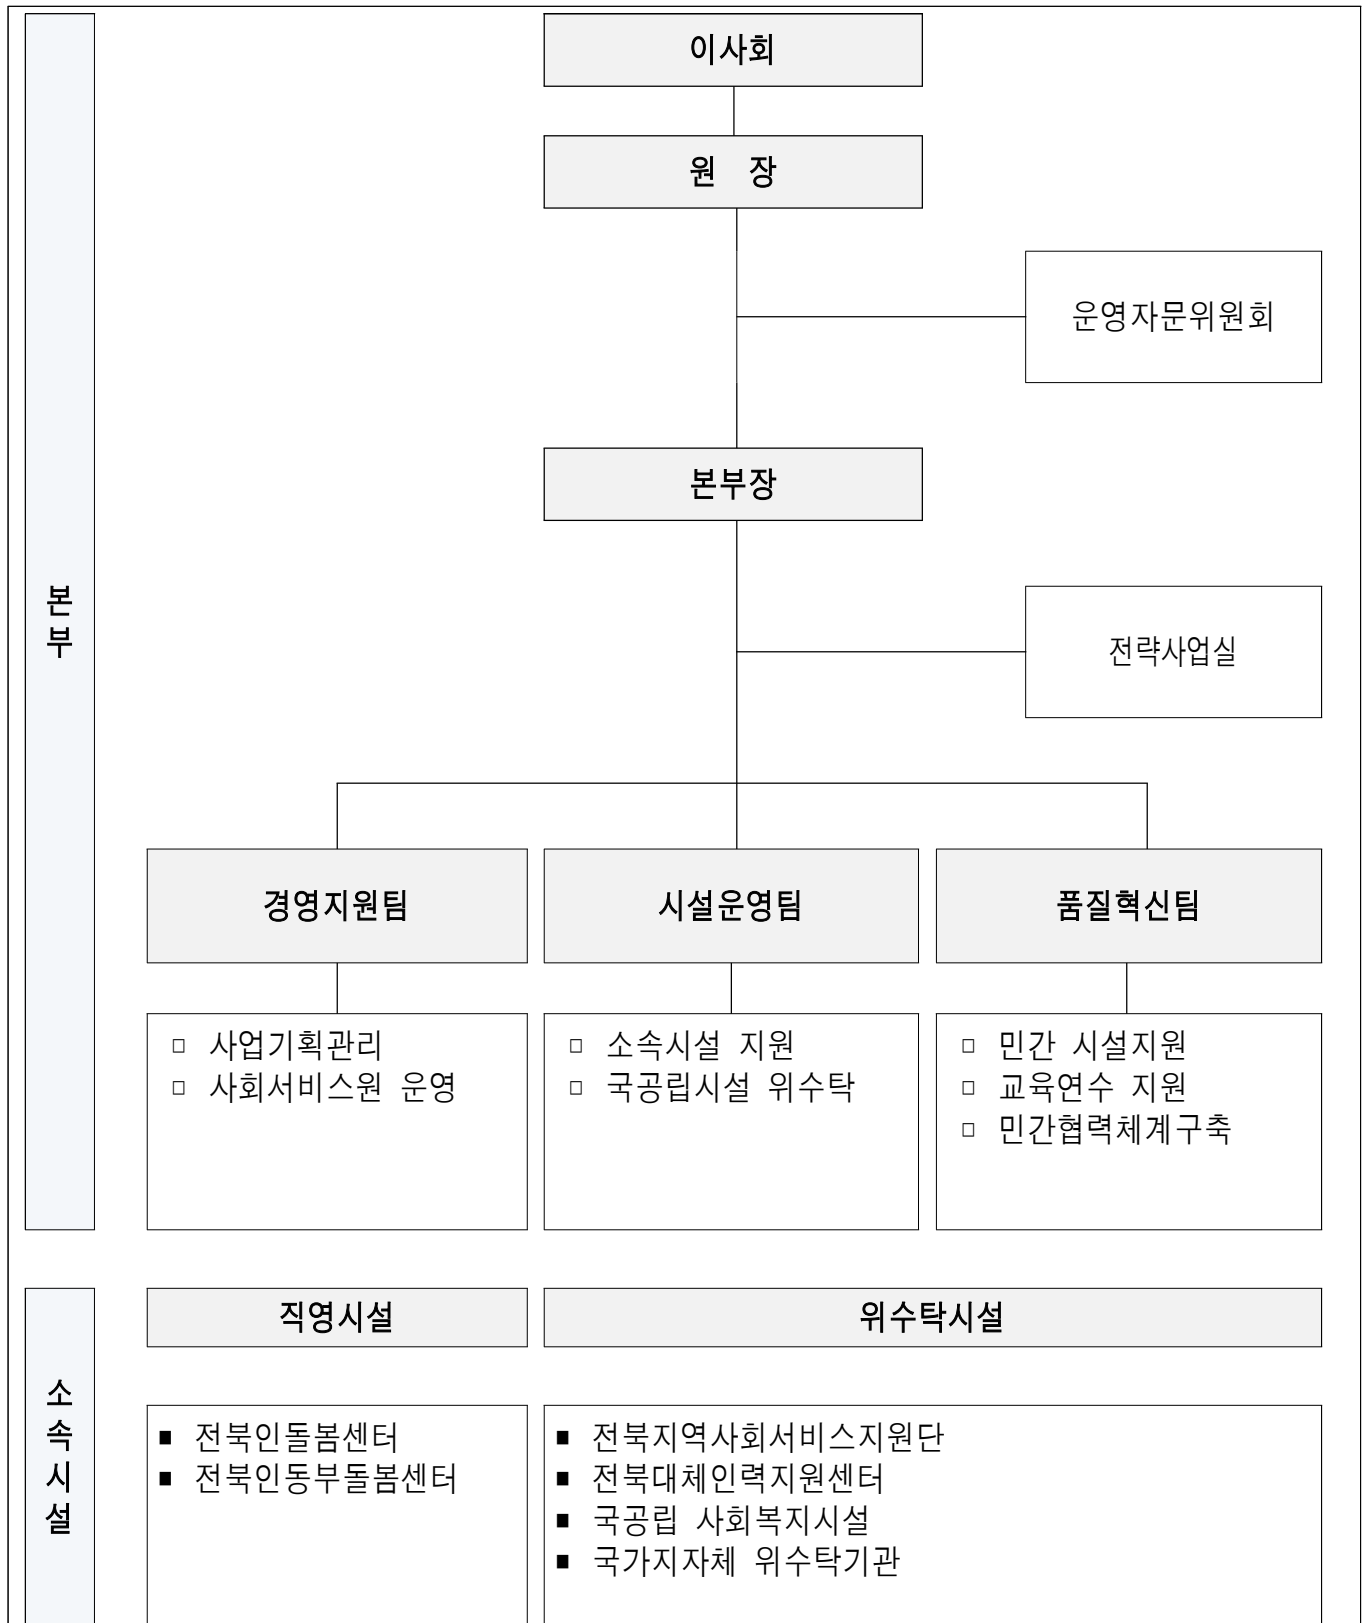 이사회
원 장
운영자문위원회
본부장
본
부
전략사업실
경영지원팀
시설운영팀
품질혁신팀
□ 사업기획관리
□ 사회서비스원 운영
□ 소속시설 지원
□ 국공립시설 위수탁
□ 민간 시설지원
□ 교육연수 지원
□ 민간협력체계구축
소
속
시
설
직영시설
위수탁시설
■ 전북인돌봄센터
■ 전북인동부돌봄센터
■ 전북지역사회서비스지원단
■ 전북대체인력지원센터
■ 국공립 사회복지시설
■ 국가지자체 위수탁기관